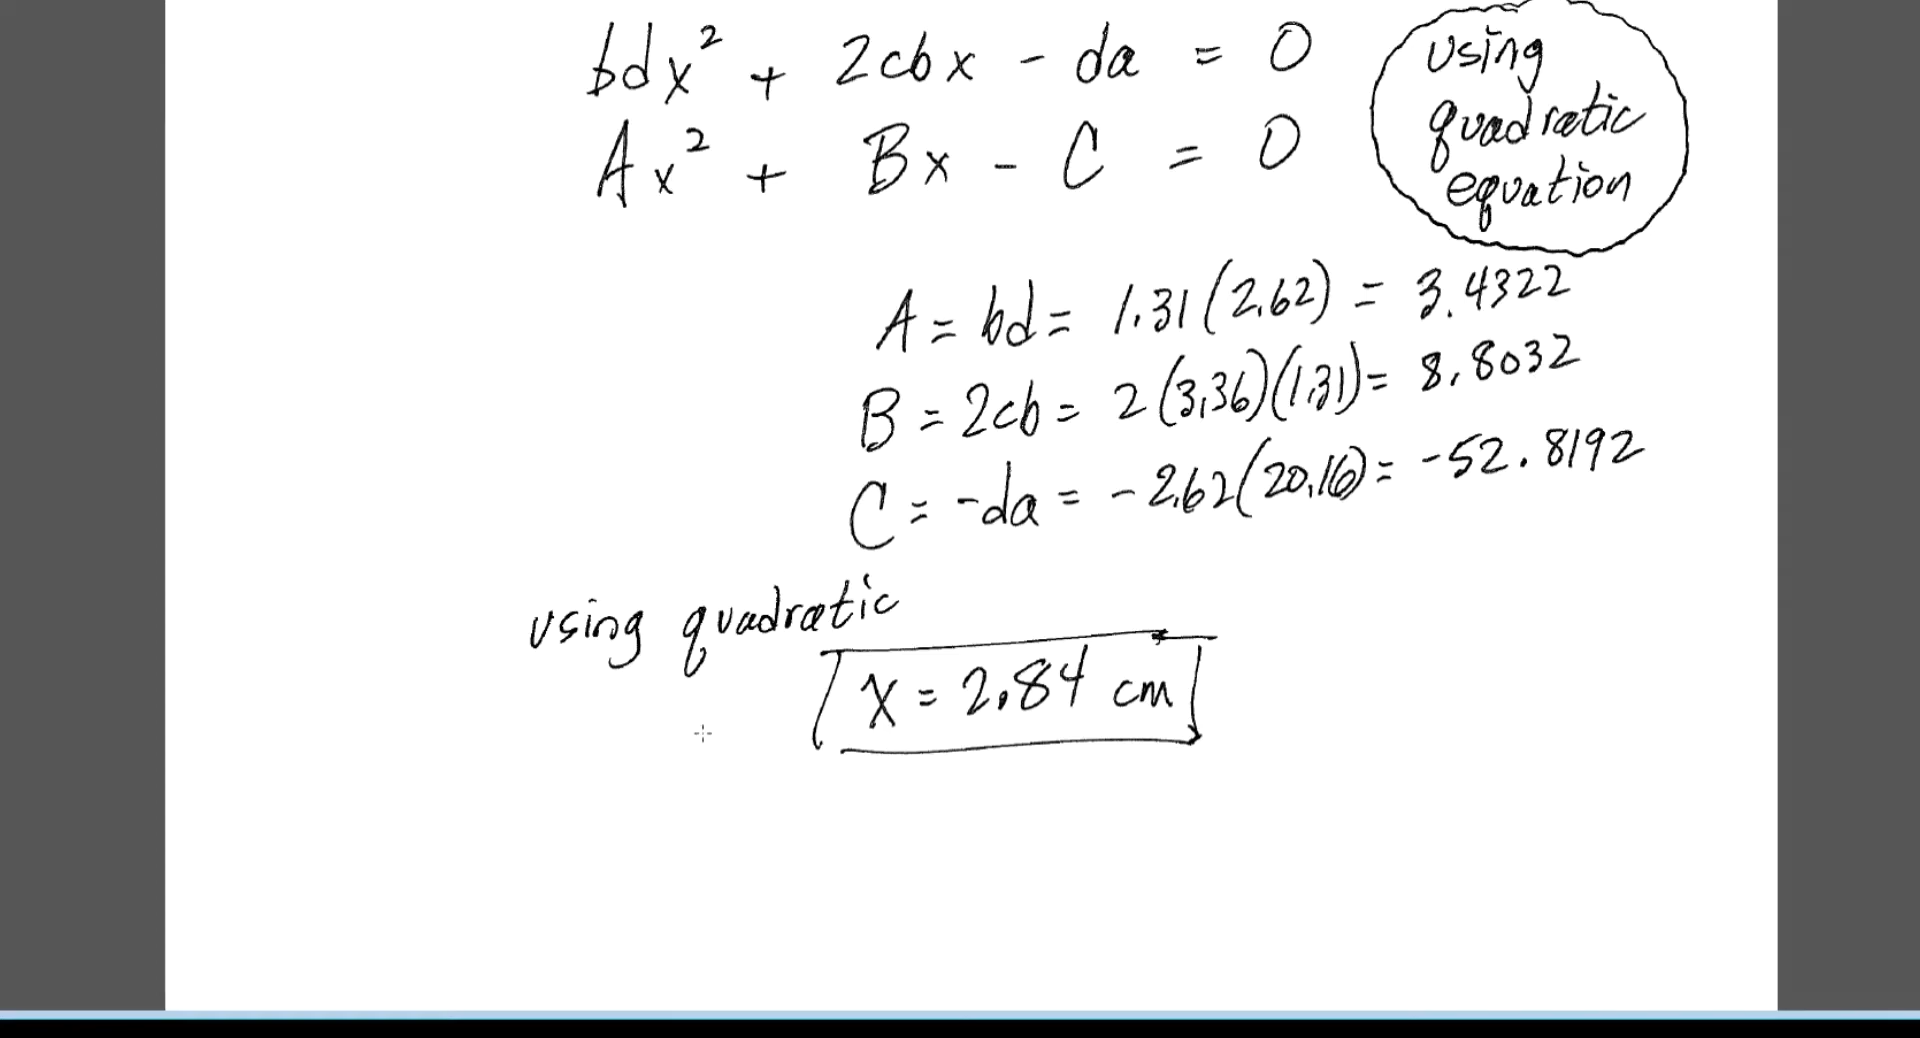 bdx² + 2cbx - da = 0
Ax² + Bx - C = 0
using
quadratic
equation
A = bd = 1.31(2.62) = 3.4322
B = 2cb = 2(3.36)(1.31) = 8.8032
C = -da = -2.62(20.16) = -52.8192
using quadratic
x = 2.84 cm